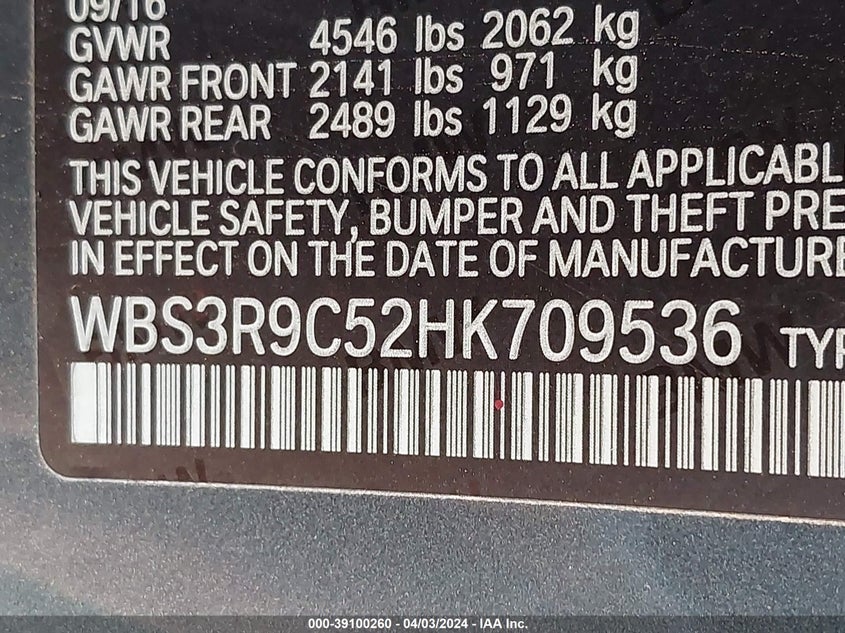 09/16
GVWR 4546 lbs 2062 kg
GAWR FRONT 2141 lbs 971 kg
GAWR REAR 2489 lbs 1129 kg
THIS VEHICLE CONFORMS TO ALL APPLICABL
VEHICLE SAFETY, BUMPER AND THEFT PRE
IN EFFECT ON THE DATE OF MANUFACTURE
WBS3R9C52HK709536 TYP
000-39100260 - 04/03/2024 - IAA Inc.